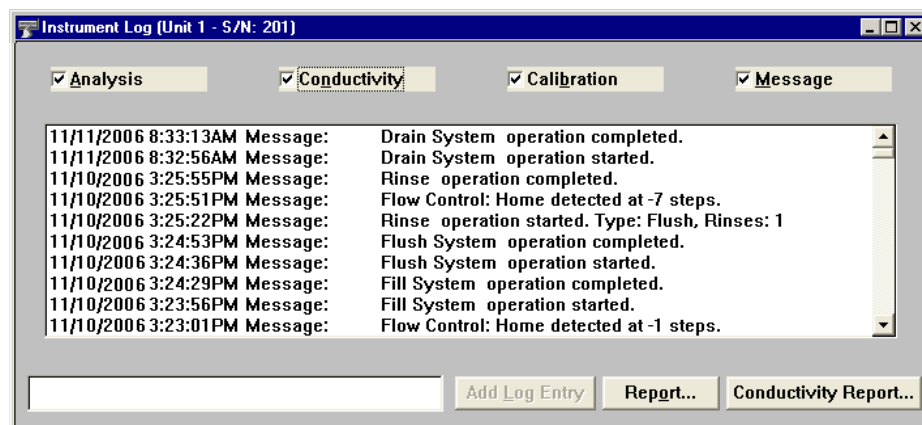 Instrument Log (Unit 1 - S/N: 201)
Analysis Conductivity Calibration Message
11/11/2006 8:33:13AM Message: Drain System operation completed.
11/11/2006 8:32:56AM Message: Drain System operation started.
11/10/2006 3:25:55PM Message: Rinse operation completed.
11/10/2006 3:25:51PM Message: Flow Control: Home detected at -7 steps.
11/10/2006 3:25:22PM Message: Rinse operation started. Type: Flush, Rinses: 1
11/10/2006 3:24:53PM Message: Flush System operation completed.
11/10/2006 3:24:36PM Message: Flush System operation started.
11/10/2006 3:24:29PM Message: Fill System operation completed.
11/10/2006 3:23:56PM Message: Fill System operation started.
11/10/2006 3:23:01PM Message: Flow Control: Home detected at -1 steps.
Add Log Entry Report... Conductivity Report...